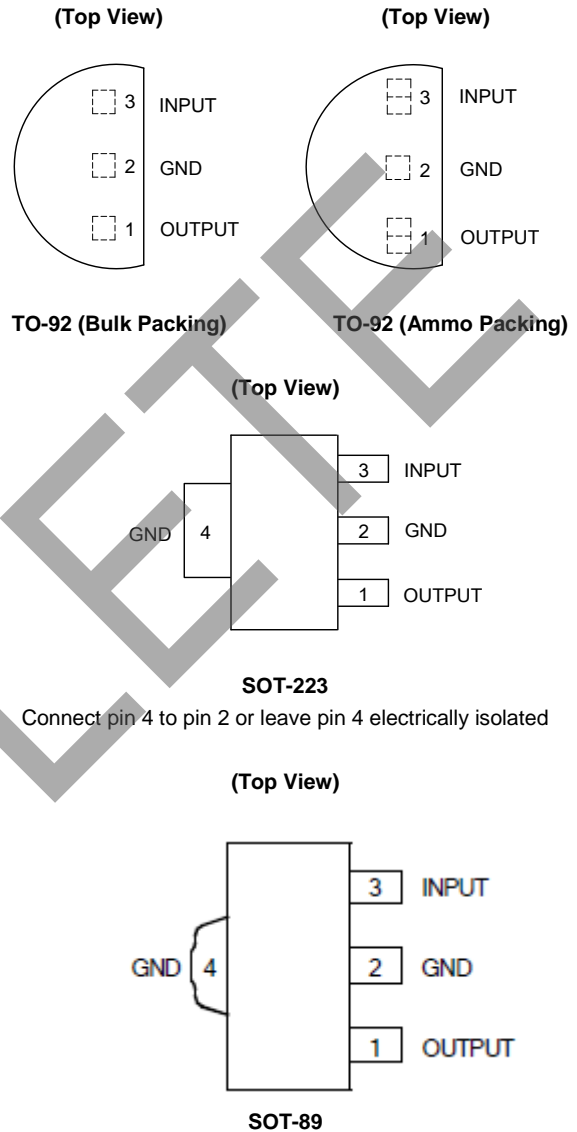 (Top View) (Top View)
3 INPUT 3 INPUT
2 GND 2 GND
1 OUTPUT 1 OUTPUT
TO-92 (Bulk Packing) TO-92 (Ammo Packing)
(Top View)
3 INPUT
GND 4 2 GND
1 OUTPUT
SOT-223
Connect pin 4 to pin 2 or leave pin 4 electrically isolated
(Top View)
3 INPUT
GND 4 2 GND
1 OUTPUT
SOT-89
LETE